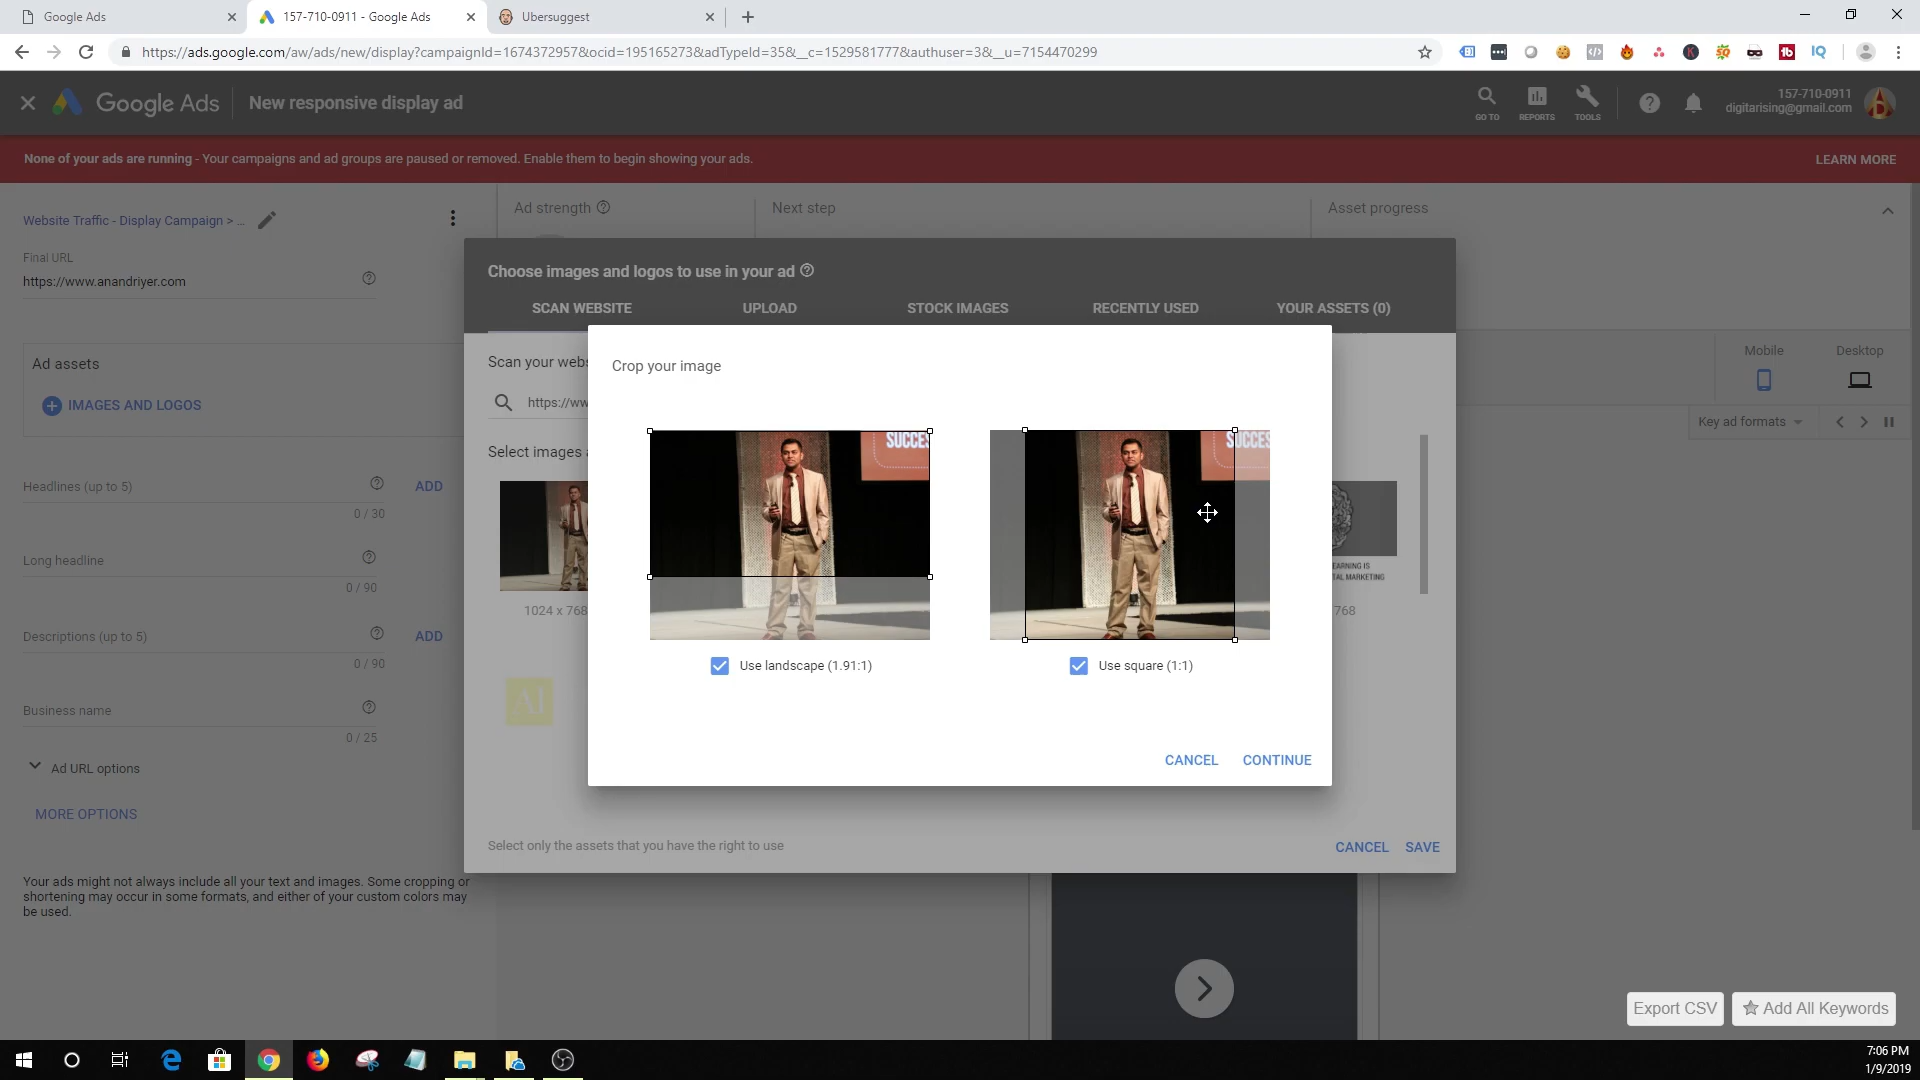 Google Ads
157-710-0911 - Google Ads
Ubersuggest
https://ads.google.com/aw/ads/new/display?campaignId=1674372957&ocid=195165273&adTypeId=35&__c=1529581777&authuser=3&__u=7154470299
Google Ads
New responsive display ad
GO TO
REPORTS
TOOLS
157-710-0911
digitarising@gmail.com
None of your ads are running - Your campaigns and ad groups are paused or removed. Enable them to begin showing your ads.
LEARN MORE
Website Traffic - Display Campaign > ...
Ad strength
Next step
Asset progress
Final URL
https://www.anandriyer.com
Choose images and logos to use in your ad
SCAN WEBSITE
UPLOAD
STOCK IMAGES
RECENTLY USED
YOUR ASSETS (0)
Ad assets
IMAGES AND LOGOS
Scan your webs
https://ww
Select images a
Crop your image
Mobile
Desktop
Key ad formats
SUCCES
SUCCES
Headlines (up to 5)
ADD
0 / 30
Long headline
0 / 90
EARNING IS
TAL MARKETING
1024 x 768
768
Descriptions (up to 5)
ADD
0 / 90
Use landscape (1.91:1)
Use square (1:1)
AI
Business name
0 / 25
CANCEL
CONTINUE
Ad URL options
MORE OPTIONS
Select only the assets that you have the right to use
CANCEL
SAVE
Your ads might not always include all your text and images. Some cropping or
shortening may occur in some formats, and either of your custom colors may
be used.
Export CSV
Add All Keywords
7:06 PM
1/9/2019